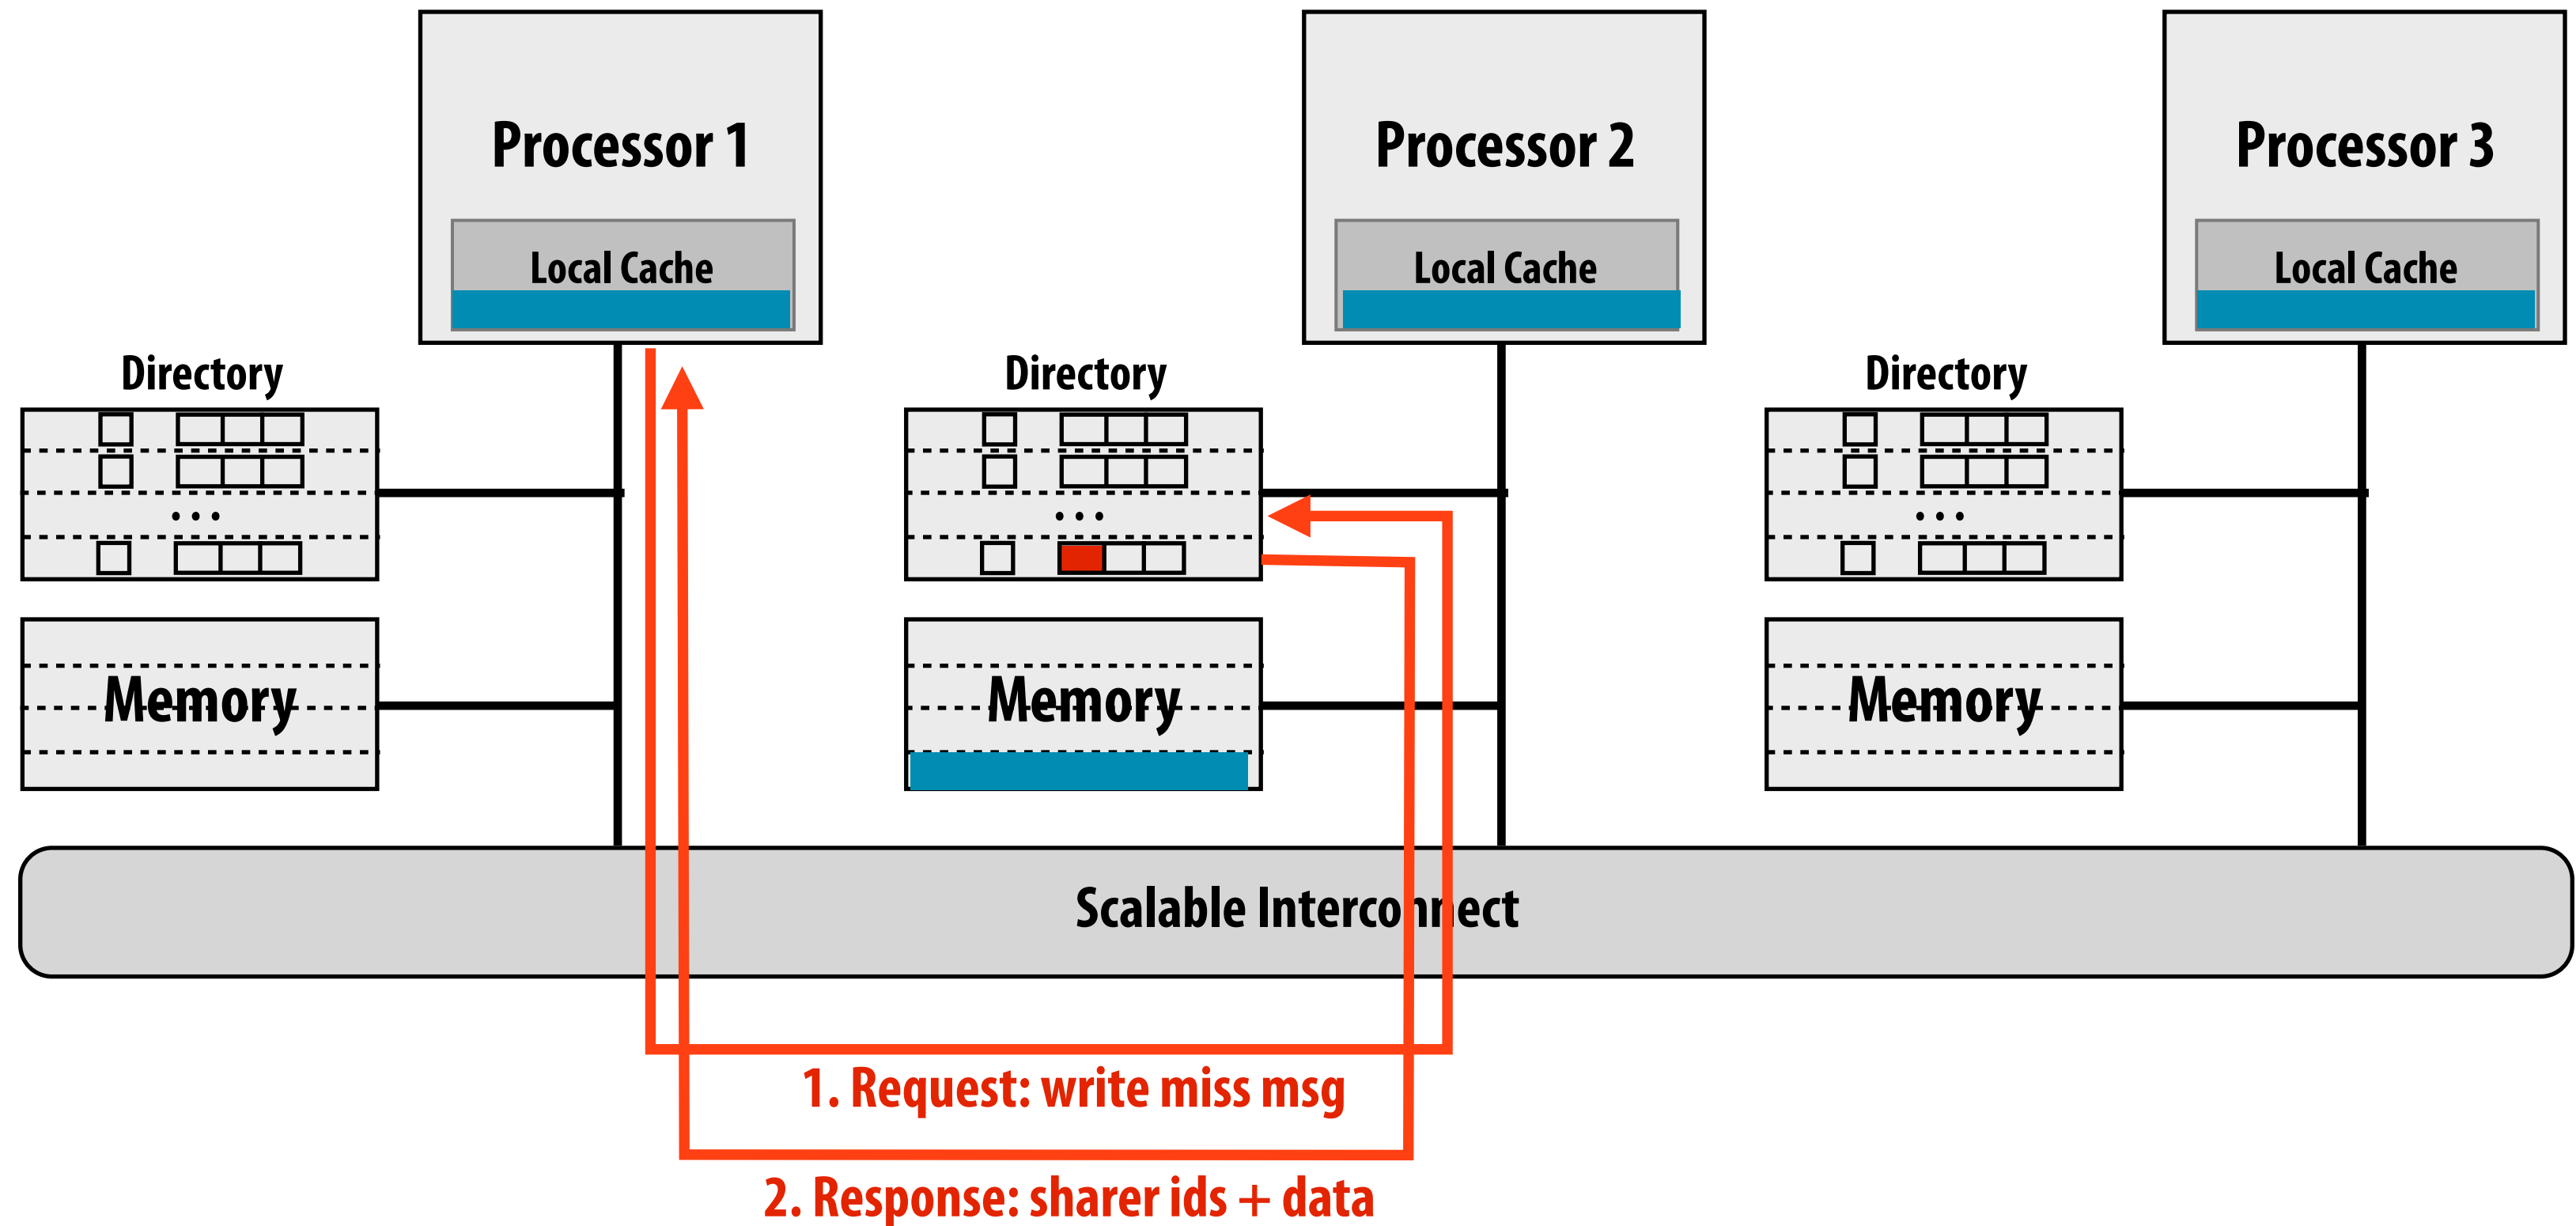 Processor 1
Processor 2
Processor 3
Local Cache
Local Cache
Local Cache
Directory
Directory
Directory
• • •
• • •
• • •
Memory
Memory
Memory
Scalable Interconnect
1. Request: write miss msg
2. Response: sharer ids + data